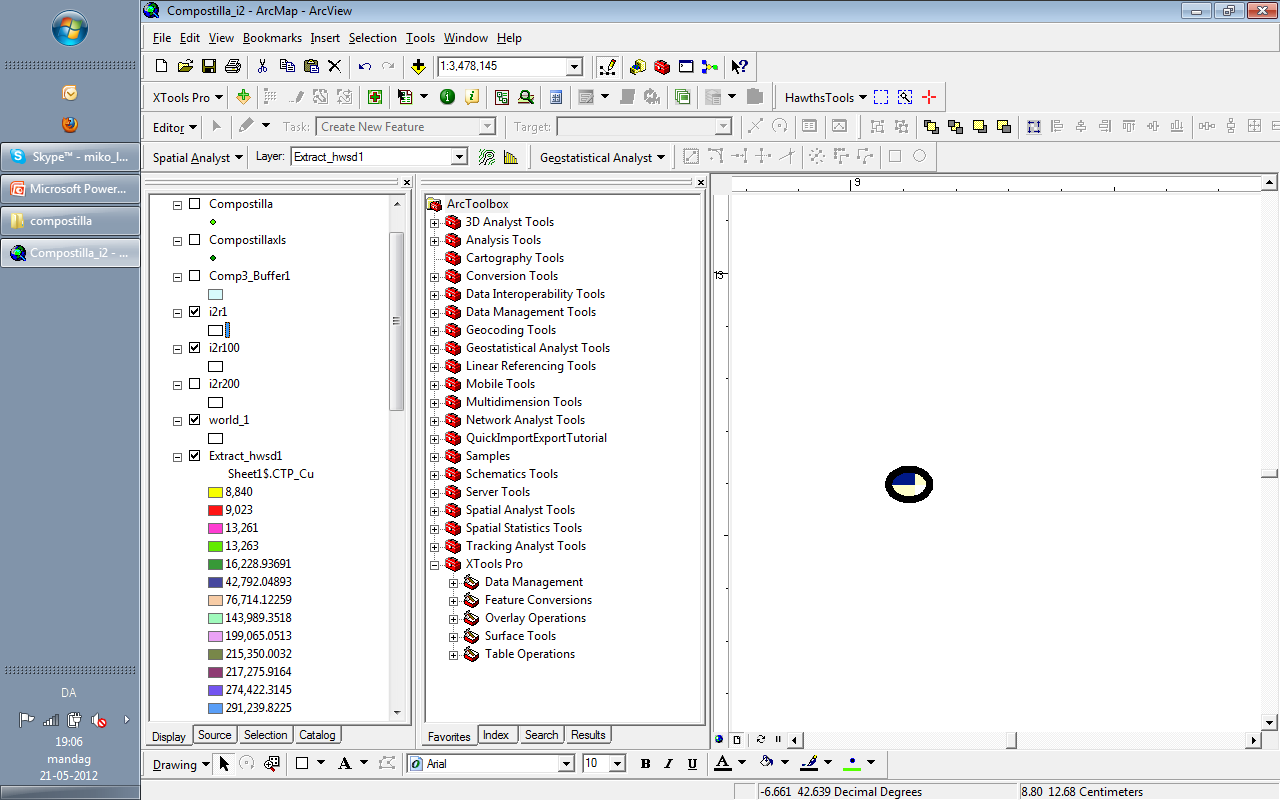 Compostilla_i2 - ArcMap - ArcView
File Edit View Bookmarks Insert Selection Tools Window Help
1:3,478,145
XTools Pro
HawthsTools
Editor
Task: Create New Feature
Target:
Spatial Analyst
Layer: Extract_hwsd1
Geostatistical Analyst
Skype™ - miko_l...
Microsoft Power...
compostilla
Compostilla_i2 - ...
DA
19:06
mandag
21-05-2012
Compostilla
Compostillaxls
Comp3_Buffer1
i2r1
i2r100
i2r200
world_1
Extract_hwsd1
Sheet1$.CTP_Cu
8,840
9,023
13,261
13,263
16,228.93691
42,792.04893
76,714.12259
143,989.3518
199,065.0513
215,350.0032
217,275.9164
274,422.3145
291,239.8225
Display Source Selection Catalog
ArcToolbox
3D Analyst Tools
Analysis Tools
Cartography Tools
Conversion Tools
Data Interoperability Tools
Data Management Tools
Geocoding Tools
Geostatistical Analyst Tools
Linear Referencing Tools
Mobile Tools
Multidimension Tools
Network Analyst Tools
QuickImportExportTutorial
Samples
Schematics Tools
Server Tools
Spatial Analyst Tools
Spatial Statistics Tools
Tracking Analyst Tools
XTools Pro
Data Management
Feature Conversions
Overlay Operations
Surface Tools
Table Operations
Favorites Index Search Results
9
13
Drawing
A
Arial
10
B I U
A
-6.661 42.639 Decimal Degrees
8.80 12.68 Centimeters